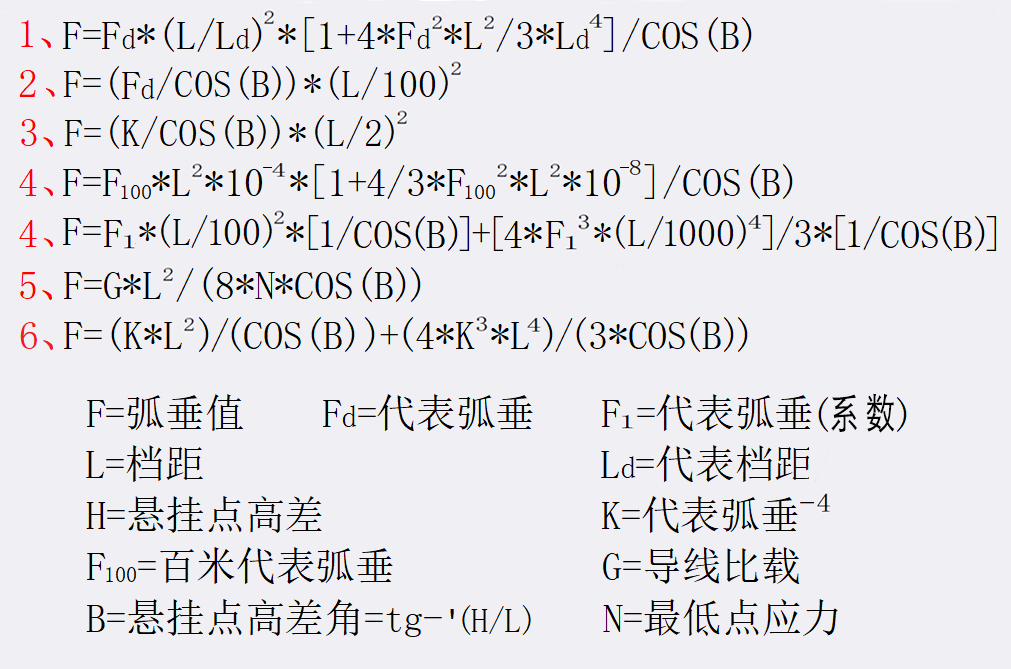 1、F=Fd*(L/Ld)²*[1+4*Fd²*L²/3*Ld⁴]/COS(B)
2、F=(Fd/COS(B))*(L/100)²
3、F=(K/COS(B))*(L/2)²
4、F=F₁₀₀*L²*10⁻⁴*[1+4/3*F₁₀₀²*L²*10⁻⁸]/COS(B)
4、F=F₁*(L/100)²*[1/COS(B)]+[4*F₁³*(L/1000)⁴]/3*[1/COS(B)]
5、F=G*L²/(8*N*COS(B))
6、F=(K*L²)/(COS(B))+(4*K³*L⁴)/(3*COS(B))
F=弧垂值 Fd=代表弧垂 F₁=代表弧垂(系数)
L=档距 Ld=代表档距
H=悬挂点高差 K=代表弧垂⁻⁴
F₁₀₀=百米代表弧垂 G=导线比载
B=悬挂点高差角=tg-'(H/L) N=最低点应力